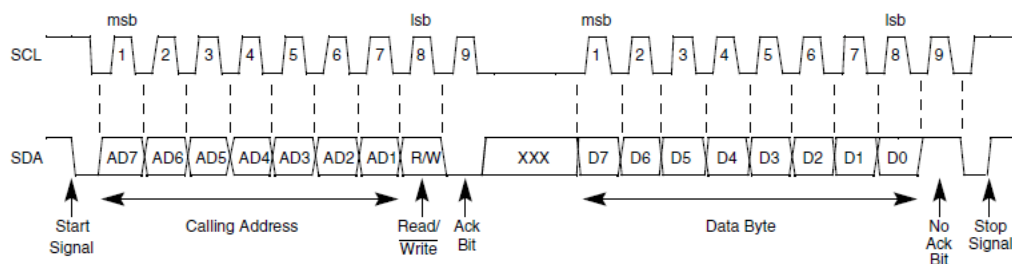 msb lsb msb lsb
SCL 1 2 3 4 5 6 7 8 9 1 2 3 4 5 6 7 8 9
SDA AD7 AD6 AD5 AD4 AD3 AD2 AD1 R/W XXX D7 D6 D5 D4 D3 D2 D1 D0
Start
Signal
Calling Address
Read/
Write
Ack
Bit
Data Byte
No
Ack
Bit
Stop
Signal